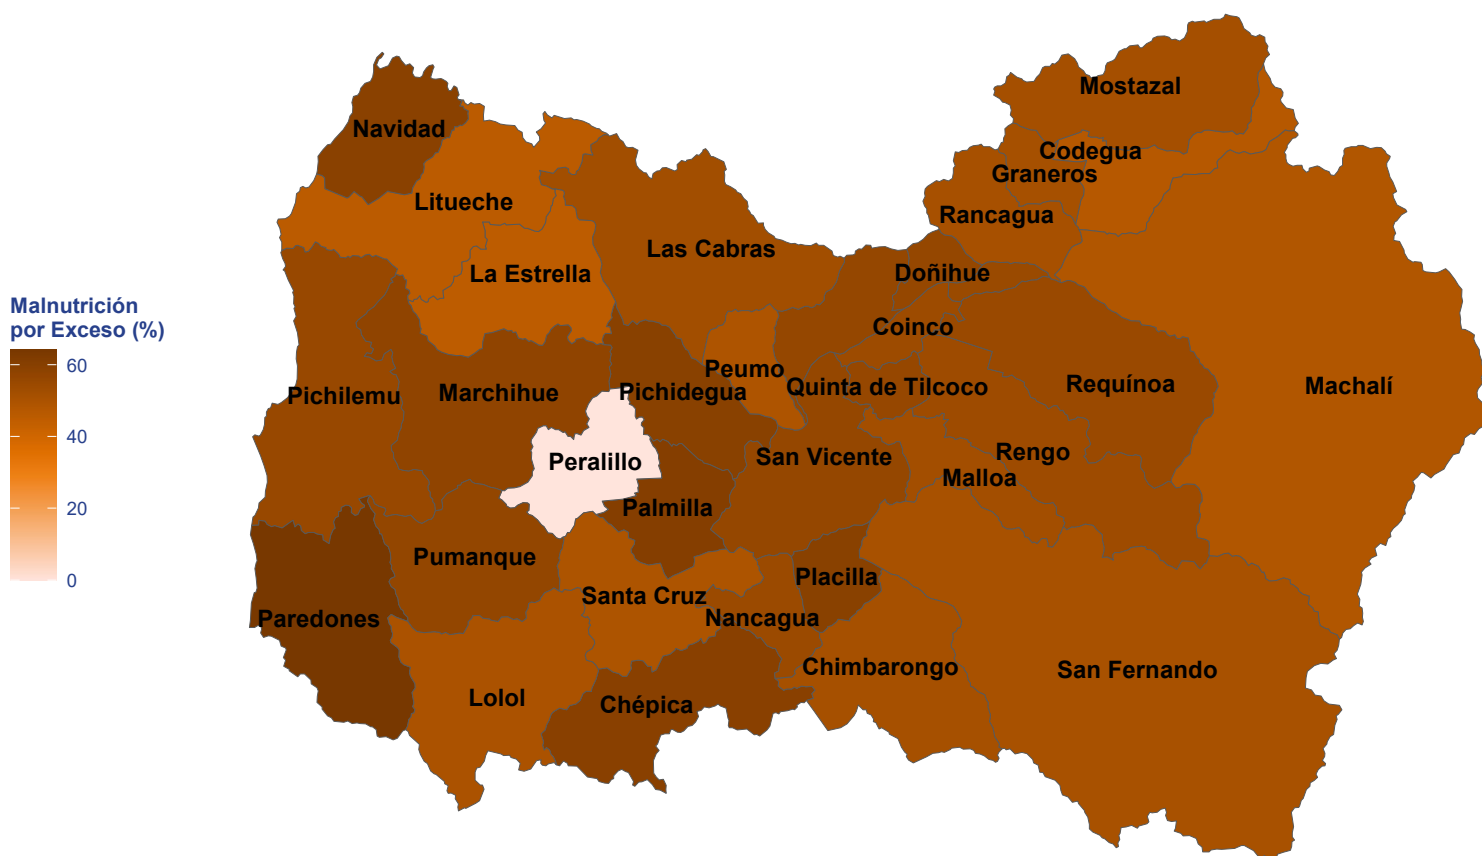 Mostazal
Navidad
Codegua
Graneros
Litueche
Rancagua
Las Cabras
La Estrella
Doñihue
Malnutrición
por Exceso (%)
60
40
20
0
Coinco
Peumo
Pichilemu
Marchihue
Pichidegua
Quinta de Tilcoco
Requínoa
Machalí
Peralillo
San Vicente
Rengo
Malloa
Palmilla
Pumanque
Placilla
Santa Cruz
Paredones
Nancagua
Chimbarongo
San Fernando
Lolol
Chépica